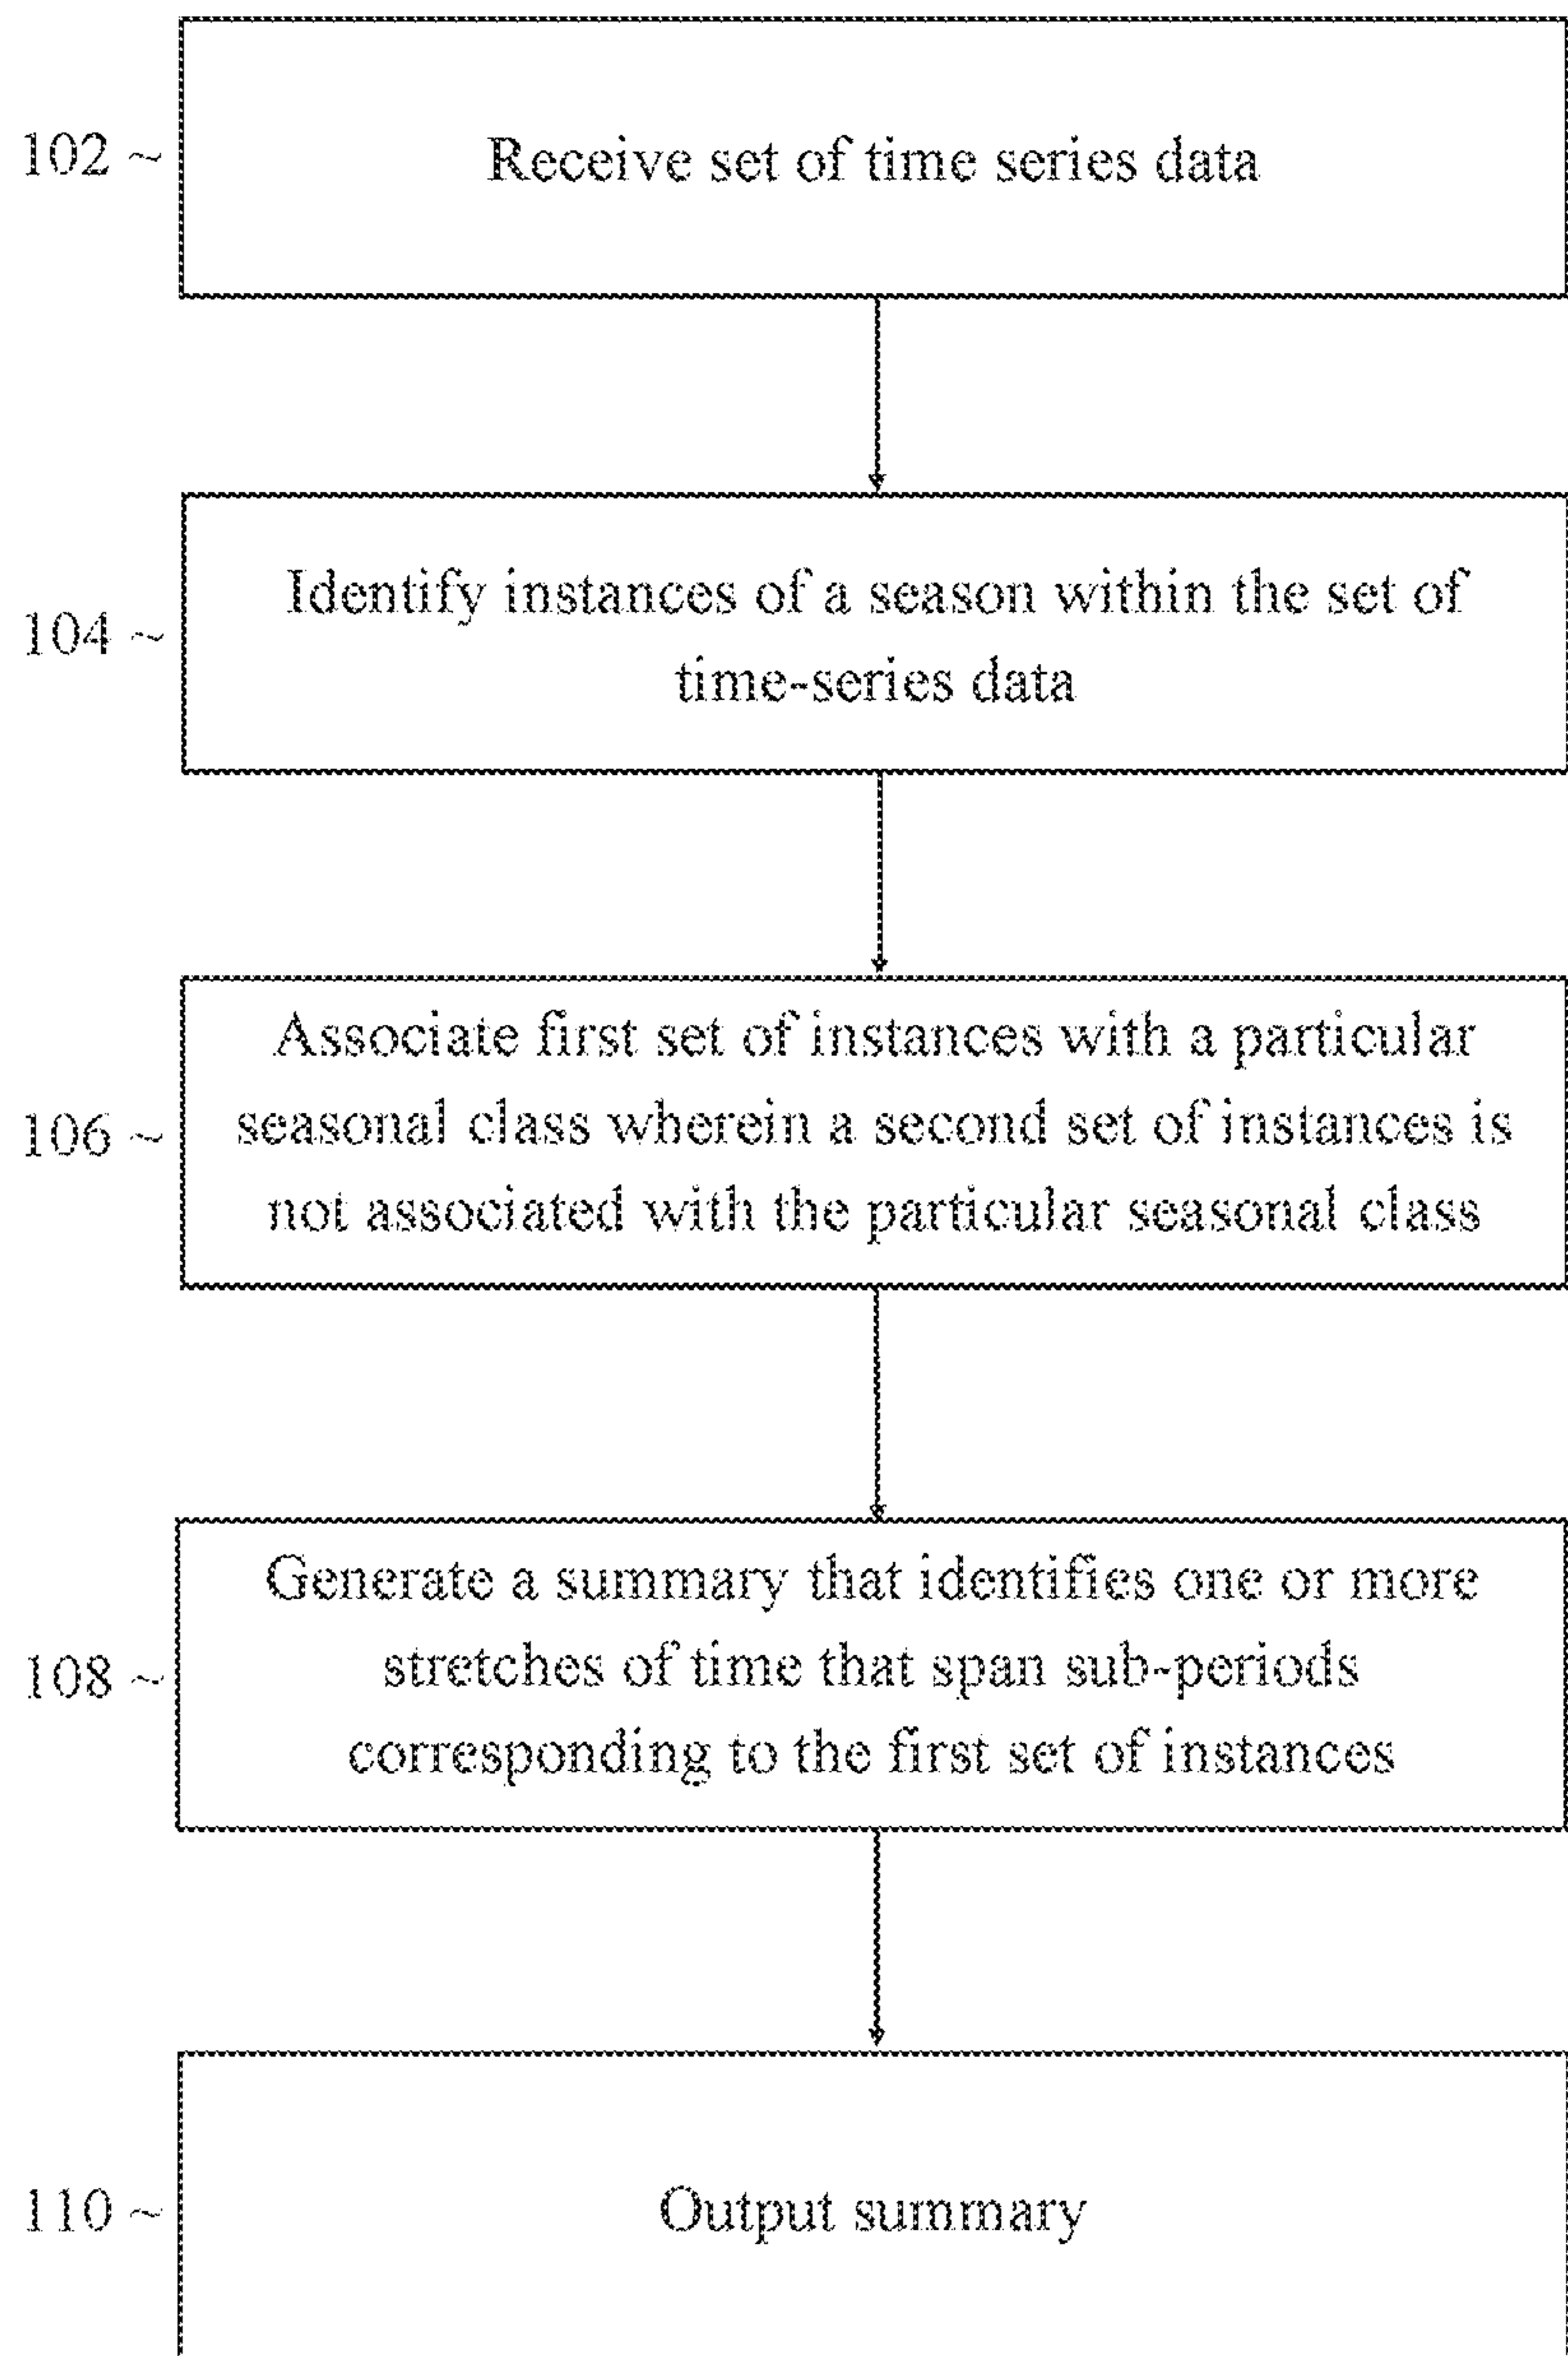 102 ~
Receive set of time series data
104 ~
Identify instances of a season within the set of
time-series data
106 ~
Associate first set of instances with a particular
seasonal class wherein a second set of instances is
not associated with the particular seasonal class
108 ~
Generate a summary that identifies one or more
stretches of time that span sub-periods
corresponding to the first set of instances
110 ~
Output summary